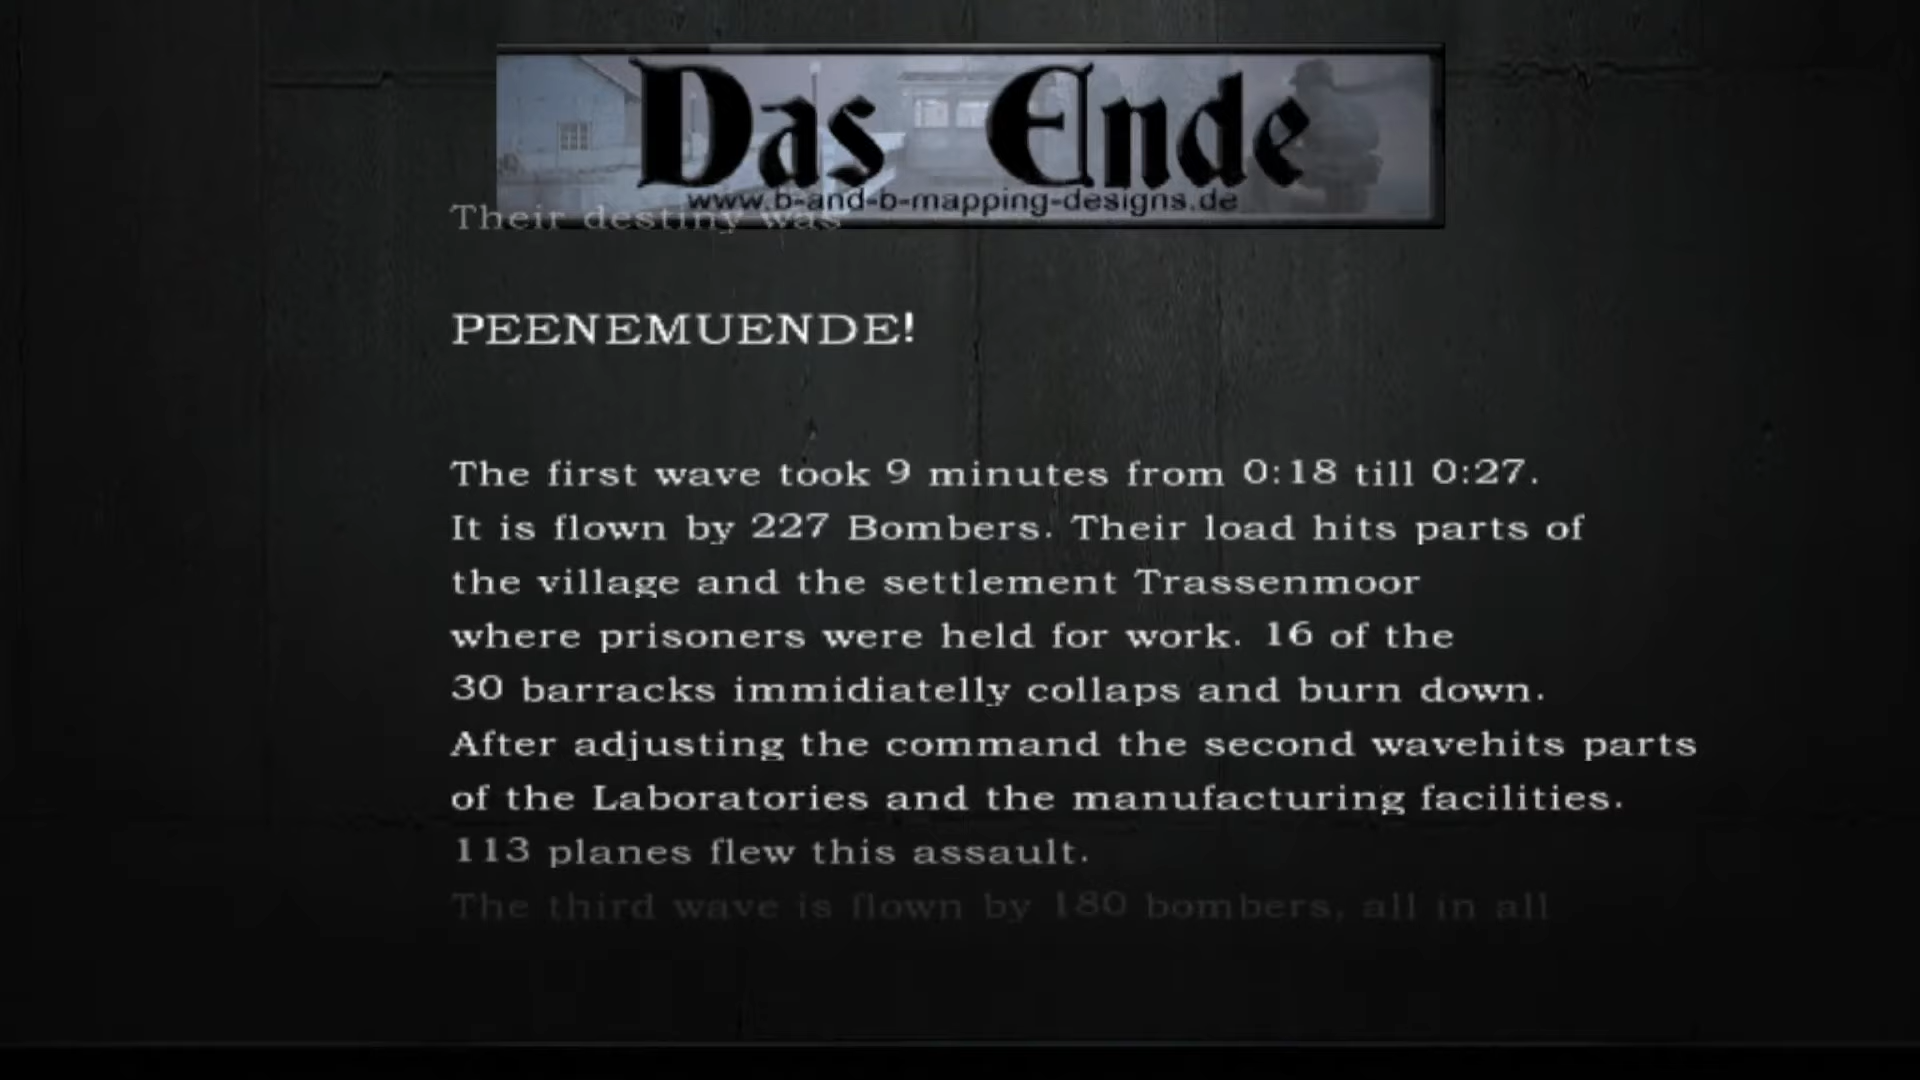 Das Ende
www.b-and-b-mapping-designs.de
Their destiny was
PEENEMUENDE!
The first wave took 9 minutes from 0:18 till 0:27.
It is flown by 227 Bombers. Their load hits parts of
the village and the settlement Trassenmoor
where prisoners were held for work. 16 of the
30 barracks immidiatelly collaps and burn down.
After adjusting the command the second wavehits parts
of the Laboratories and the manufacturing facilities.
113 planes flew this assault.
The third wave is flown by 180 bombers, all in all